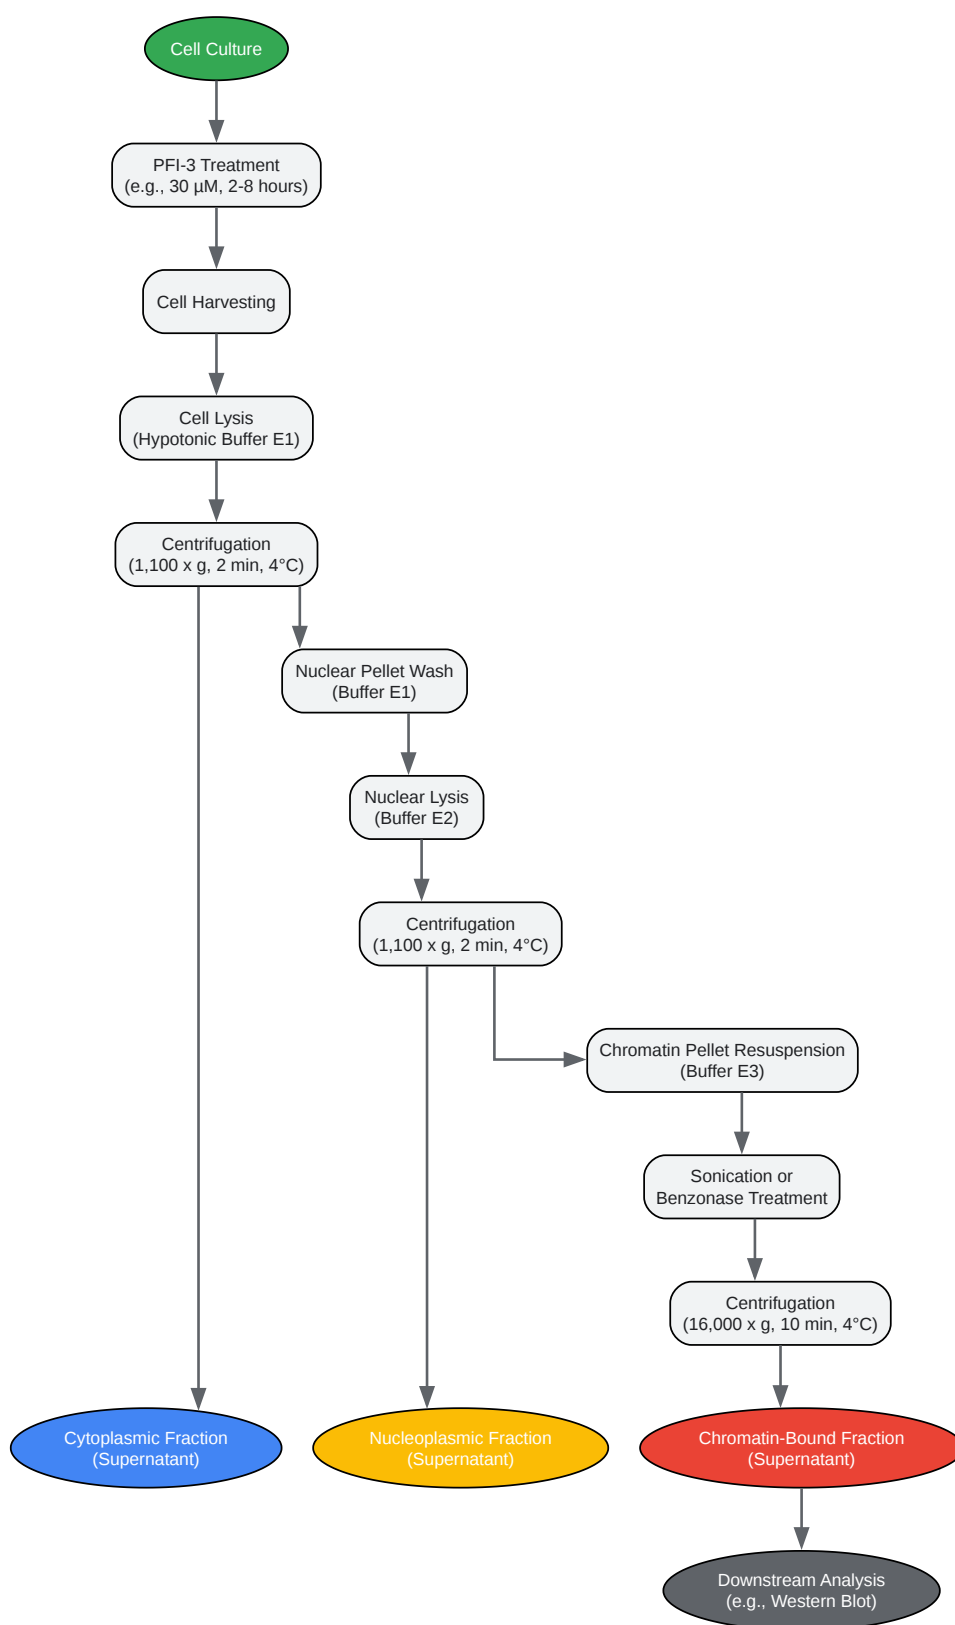 Cell Culture
PFI-3 Treatment
(e.g., 30 µM, 2-8 hours)
Cell Harvesting
Cell Lysis
(Hypotonic Buffer E1)
Centrifugation
(1,100 x g, 2 min, 4°C)
Nuclear Pellet Wash
(Buffer E1)
Nuclear Lysis
(Buffer E2)
Centrifugation
(1,100 x g, 2 min, 4°C)
Chromatin Pellet Resuspension
(Buffer E3)
Sonication or
Benzonase Treatment
Centrifugation
(16,000 x g, 10 min, 4°C)
Cytoplasmic Fraction
(Supernatant)
Nucleoplasmic Fraction
(Supernatant)
Chromatin-Bound Fraction
(Supernatant)
Downstream Analysis
(e.g., Western Blot)